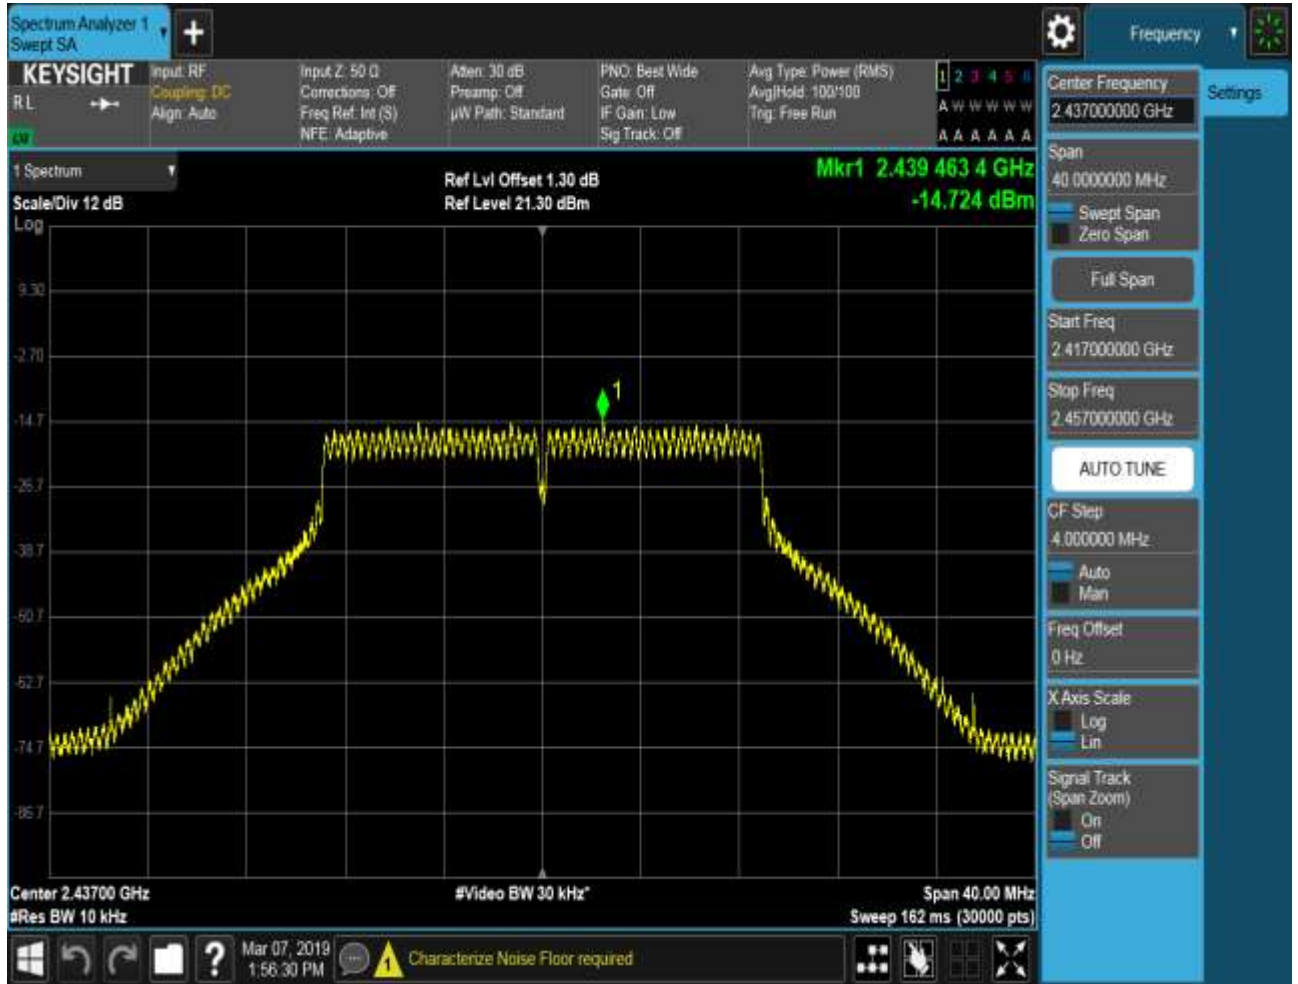 Spectrum Analyzer 1
Swept SA
+
Frequency
KEYSIGHT
RL
Input: RF
Coupling: DC
Align: Auto
Input Z: 50 Ω
Corrections: Off
Freq Ref: Int (S)
NFE: Adaptive
Atten: 30 dB
Preamp: Off
µW Path: Standard
PNO: Best Wide
Gate: Off
IF Gain: Low
Sig Track: Off
Avg Type: Power (RMS)
Avg|Hold: 100/100
Trig: Free Run
1 2 3 4 5 6
A W W W W W
A A A A A A
Center Frequency
2.437000000 GHz
Settings
Span
40.0000000 MHz
Swept Span
Zero Span
Full Span
Start Freq
2.417000000 GHz
Stop Freq
2.457000000 GHz
AUTO TUNE
CF Step
4.000000 MHz
Auto
Man
Freq Offset
0 Hz
X Axis Scale
Log
Lin
Signal Track
(Span Zoom)
On
Off
1 Spectrum
Scale/Div 12 dB
Log
Ref Lvl Offset 1.30 dB
Ref Level 21.30 dBm
Mkr1 2.439 463 4 GHz
-14.724 dBm
9.30
-2.70
-14.7
-26.7
-38.7
-50.7
-62.7
-74.7
-86.7
1
Center 2.43700 GHz
#Res BW 10 kHz
#Video BW 30 kHz*
Span 40.00 MHz
Sweep 162 ms (30000 pts)
?
Mar 07, 2019
1:56:30 PM
1
Characterize Noise Floor required